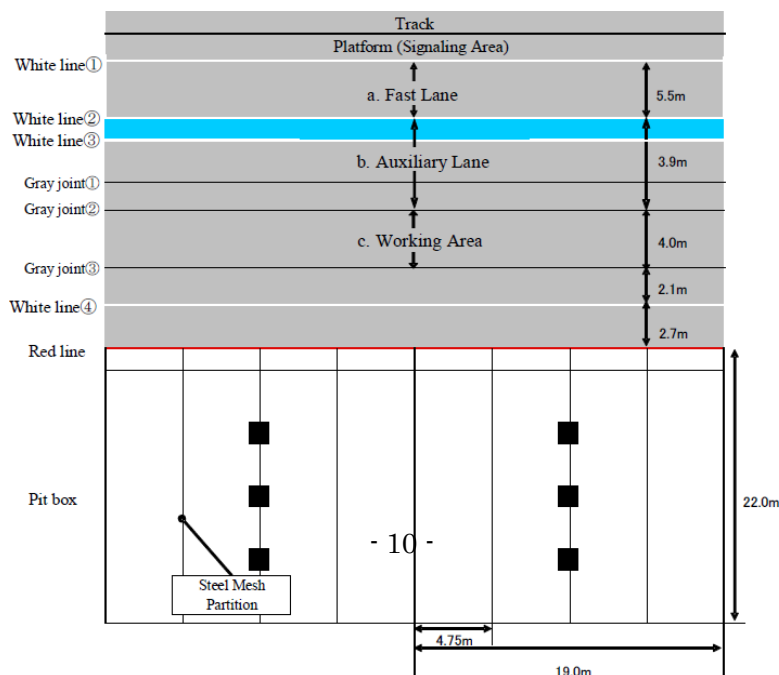 Track
Platform (Signaling Area)
White line①
a. Fast Lane
5.5m
White line②
White line③
b. Auxiliary Lane
3.9m
Gray joint①
Gray joint②
c. Working Area
4.0m
Gray joint③
2.1m
White line④
2.7m
Red line
Pit box
22.0m
- 10 -
Steel Mesh
Partition
4.75m
19.0m